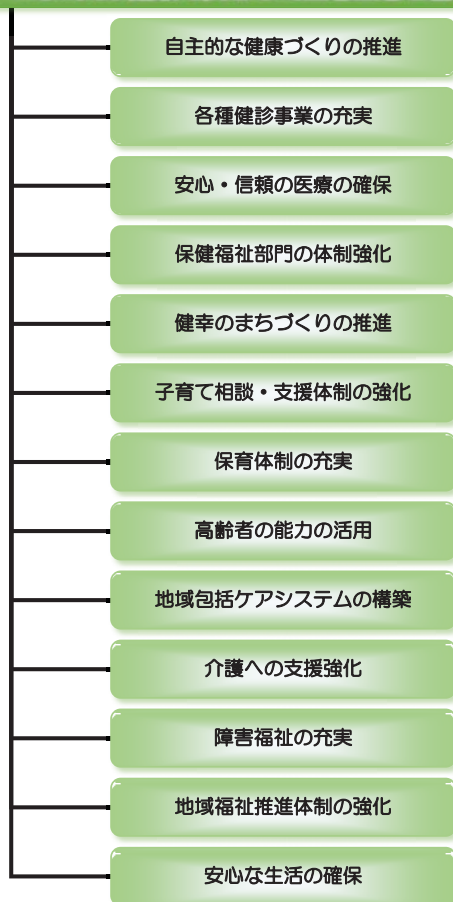 自主的な健康づくりの推進
各種健診事業の充実
安心・信頼の医療の確保
保健福祉部門の体制強化
健幸のまちづくりの推進
子育て相談・支援体制の強化
保育体制の充実
高齢者の能力の活用
地域包括ケアシステムの構築
介護への支援強化
障害福祉の充実
地域福祉推進体制の強化
安心な生活の確保